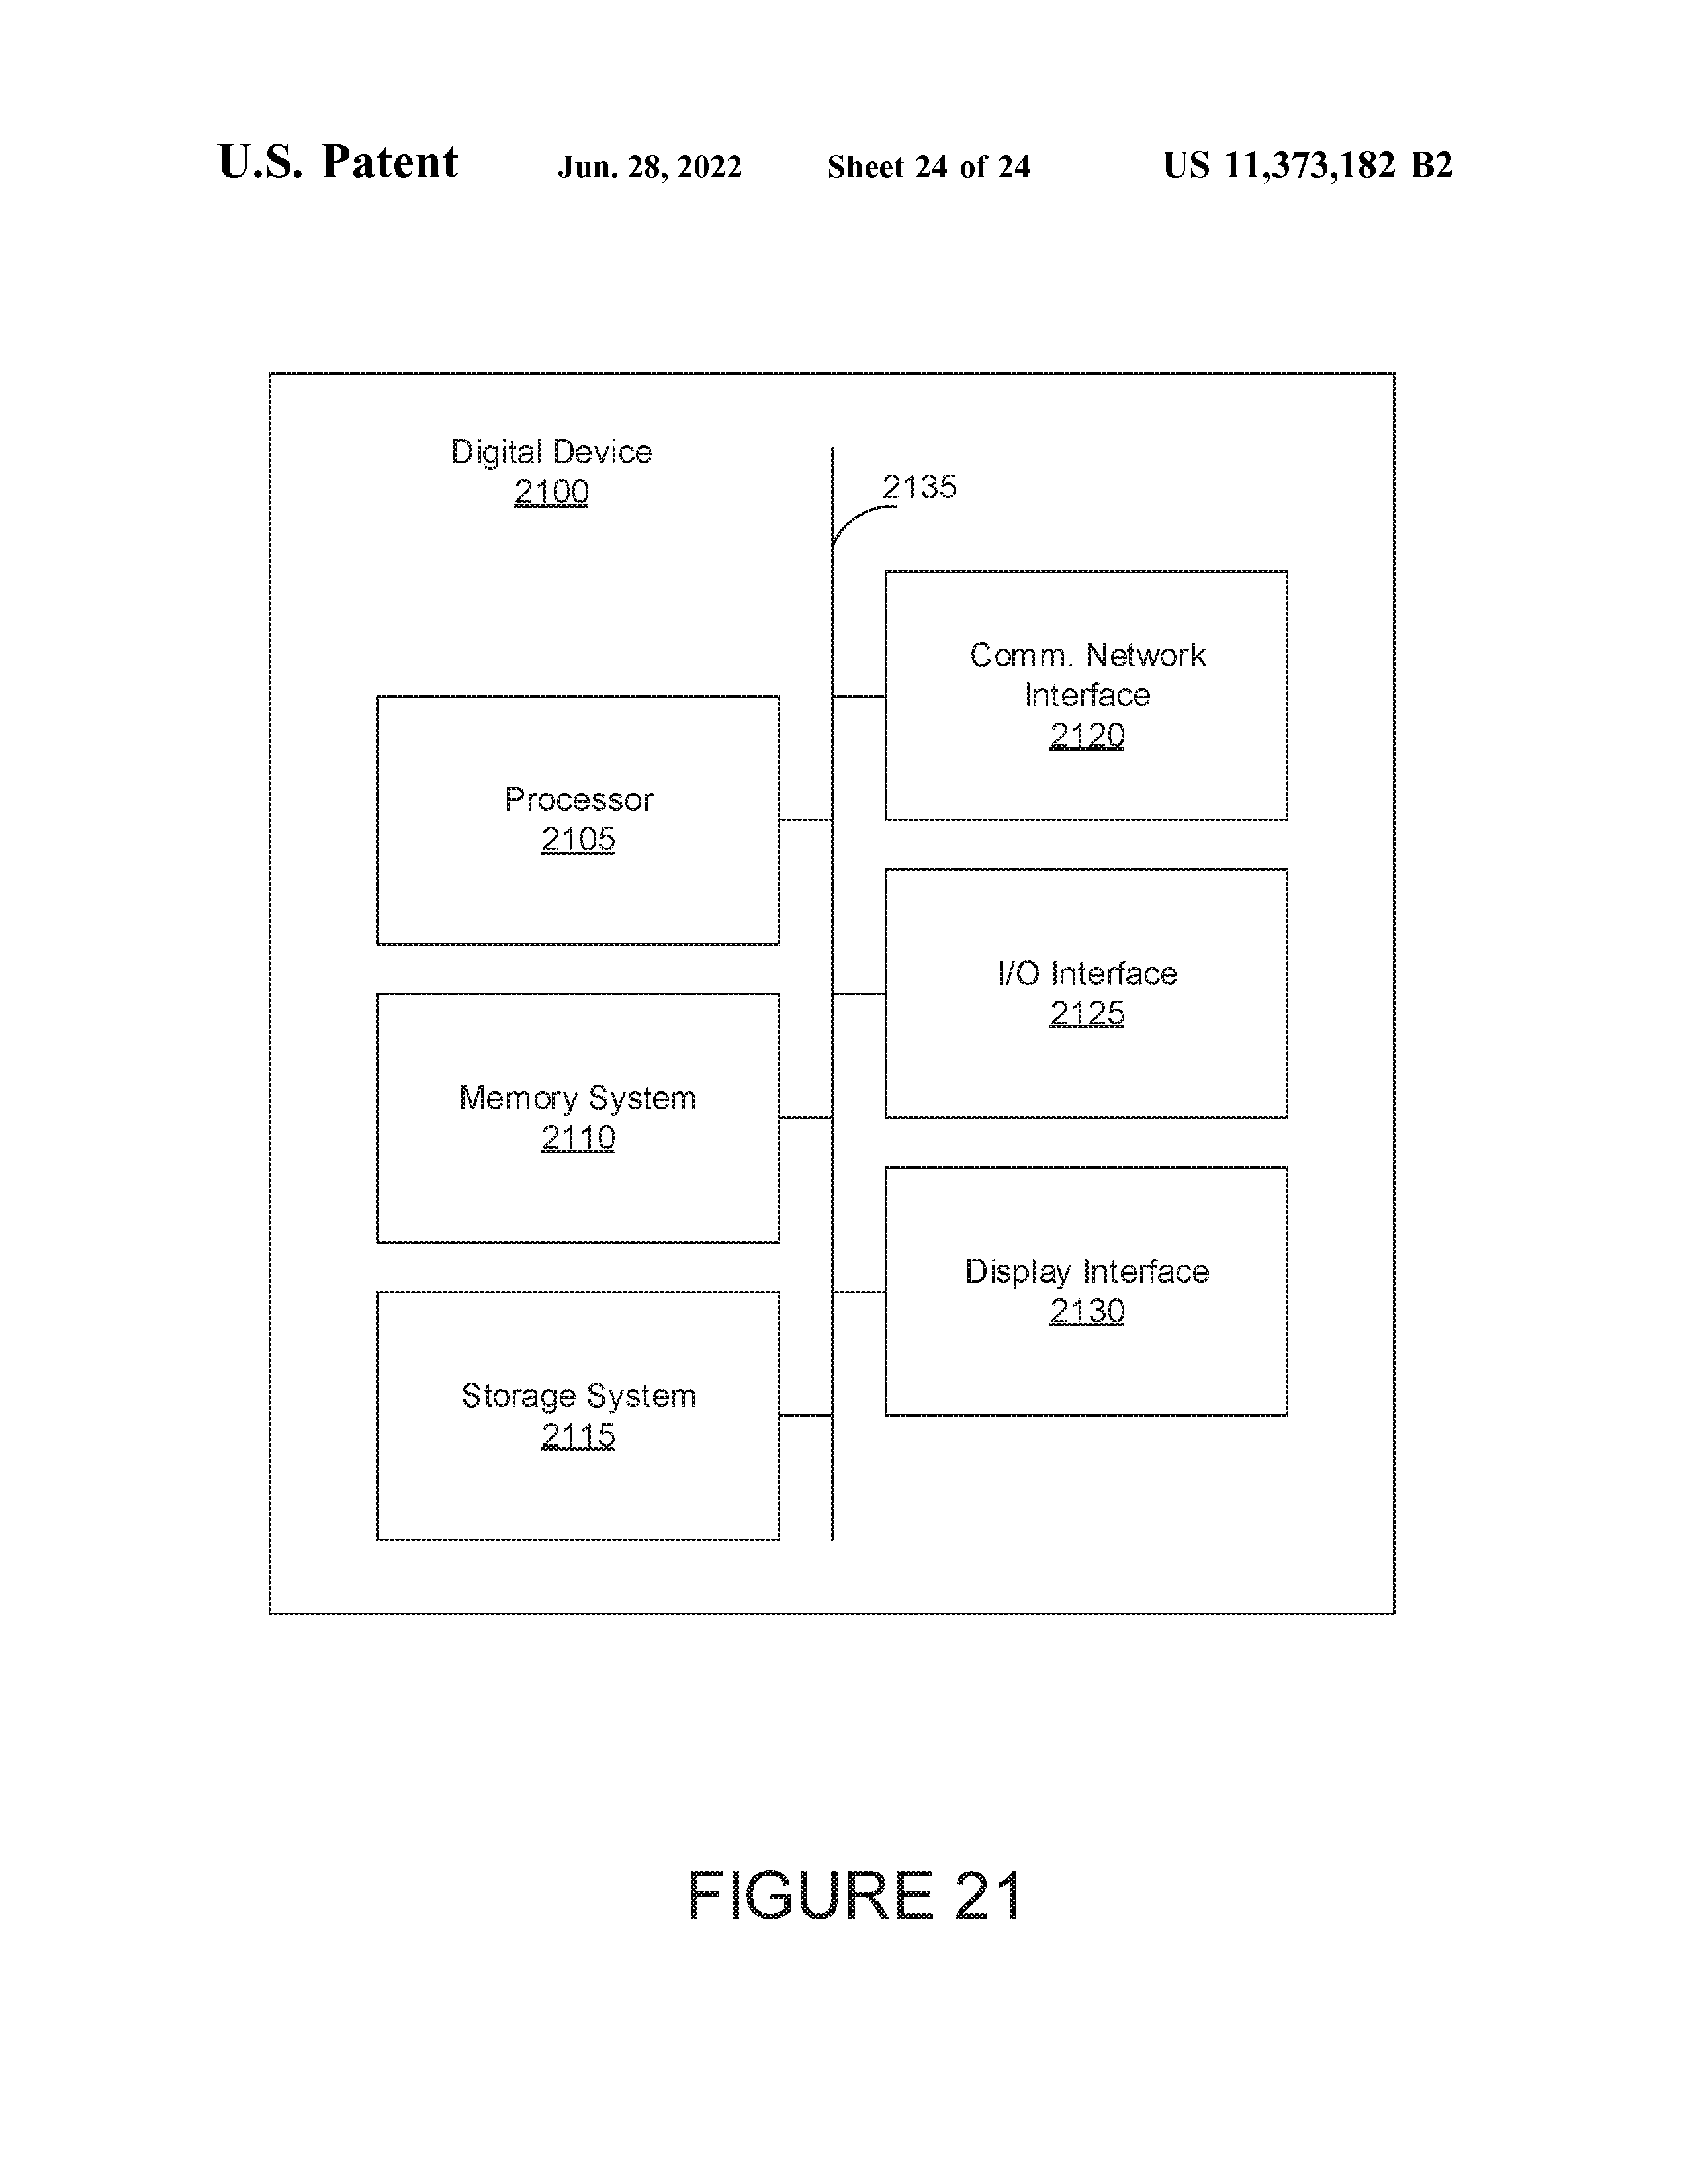 U.S. Patent Jun. 28, 2022 Sheet 24 of 24 US 11,373,182 B2
Digital Device
2100
2135
Comm. Network
Interface
2120
Processor
2105
I/O Interface
2125
Memory System
2110
Display Interface
2130
Storage System
2115
FIGURE 21